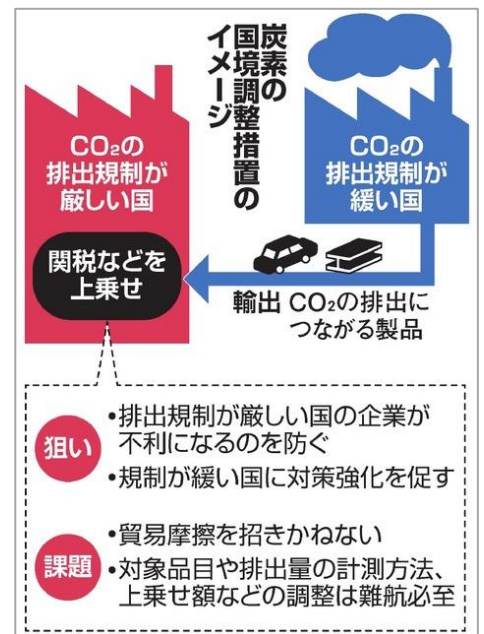 炭素の
国境調整措置の
イメージ
CO₂の
排出規制が
厳しい国
CO₂の
排出規制が
緩い国
関税などを
上乗せ
輸出 CO₂の排出に
つながる製品
狙い
•排出規制が厳しい国の企業が
不利になるのを防ぐ
•規制が緩い国に対策強化を促す
課題
•貿易摩擦を招きかねない
•対象品目や排出量の計測方法、
上乗せ額などの調整は難航必至